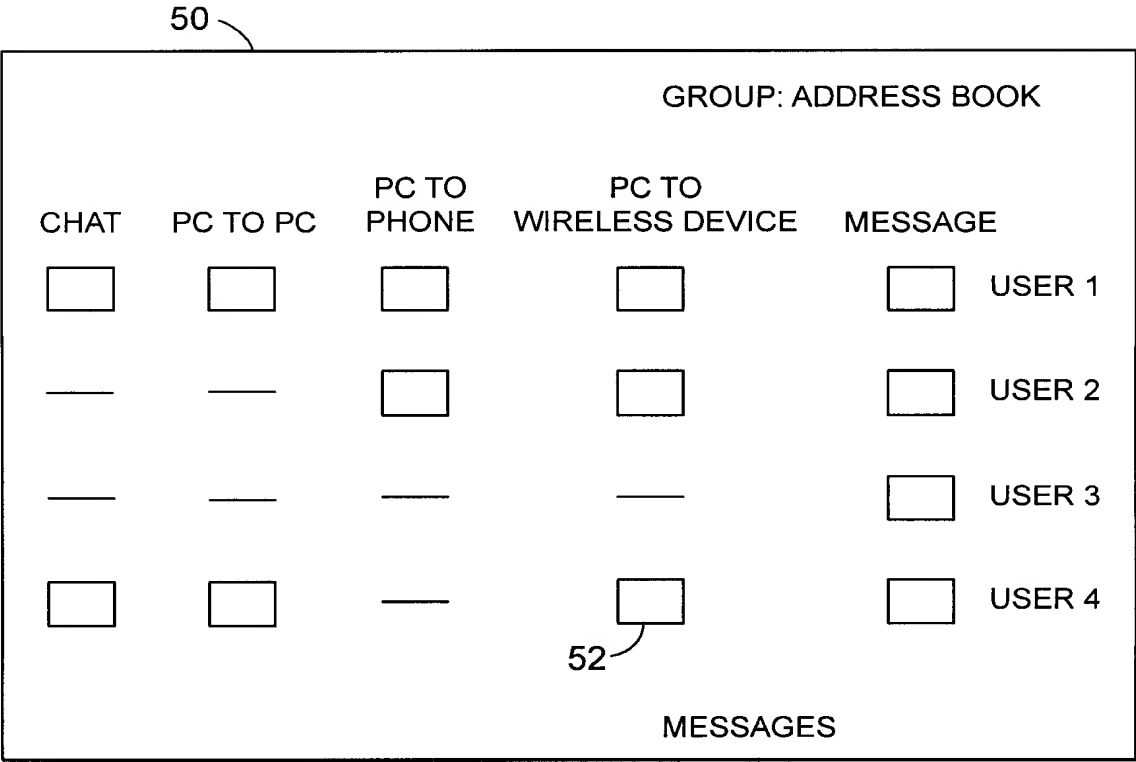 50
GROUP: ADDRESS BOOK
CHAT
PC TO PC
PC TO
PHONE
PC TO
WIRELESS DEVICE
MESSAGE
USER 1
USER 2
USER 3
USER 4
52
MESSAGES